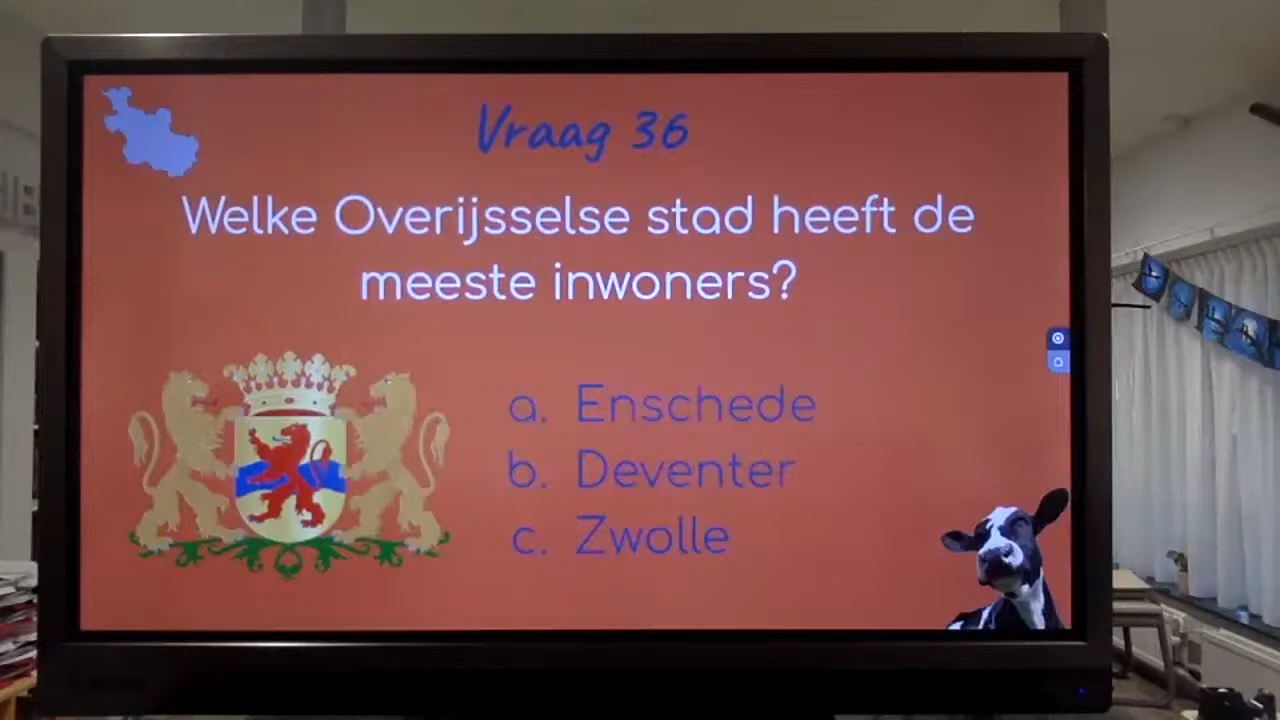 Vraag 36
Welke Overijsselse stad heeft de
meeste inwoners?
a. Enschede
b. Deventer
c. Zwolle